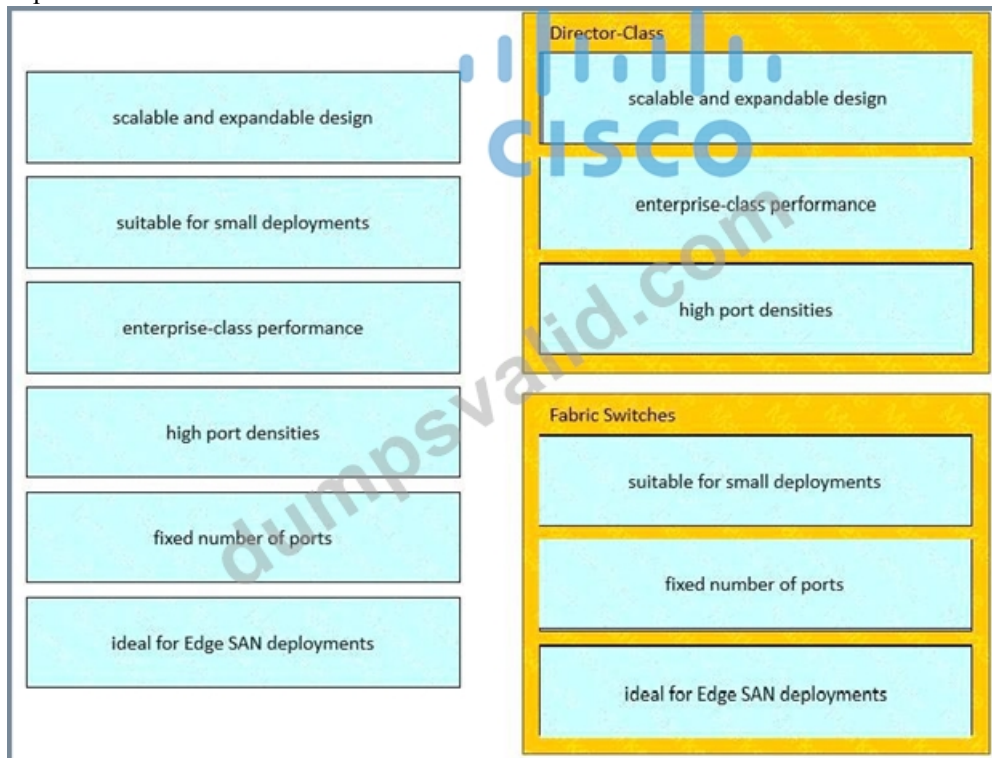 scalable and expandable design
suitable for small deployments
enterprise-class performance
high port densities
fixed number of ports
ideal for Edge SAN deployments
Director-Class
scalable and expandable design
enterprise-class performance
high port densities
Fabric Switches
suitable for small deployments
fixed number of ports
ideal for Edge SAN deployments
CISCO
dumpsvalid.com